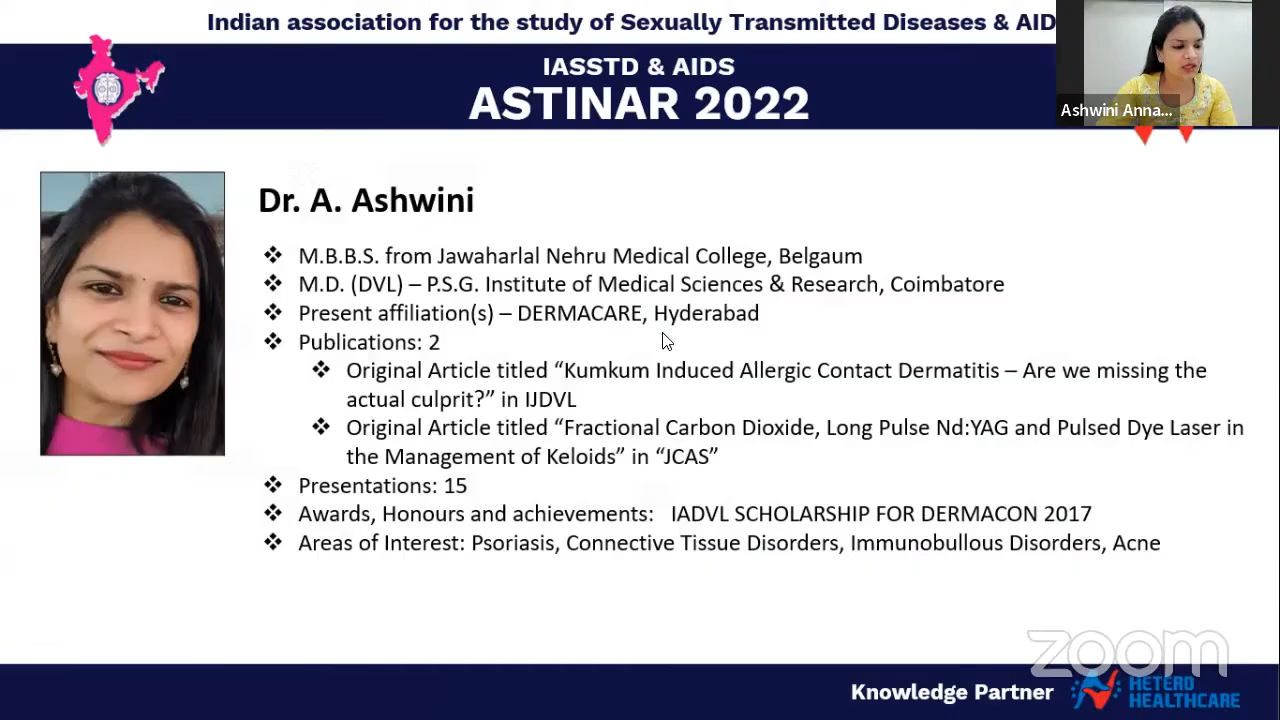 Indian association for the study of Sexually Transmitted Diseases & AID
IASSTD & AIDS
ASTINAR 2022
Ashwini Anna...
Dr. A. Ashwini
❖ M.B.B.S. from Jawaharlal Nehru Medical College, Belgaum
❖ M.D. (DVL) – P.S.G. Institute of Medical Sciences & Research, Coimbatore
❖ Present affiliation(s) – DERMACARE, Hyderabad
❖ Publications: 2
❖ Original Article titled “Kumkum Induced Allergic Contact Dermatitis – Are we missing the
actual culprit?” in IJDVL
❖ Original Article titled “Fractional Carbon Dioxide, Long Pulse Nd:YAG and Pulsed Dye Laser in
the Management of Keloids” in “JCAS”
❖ Presentations: 15
❖ Awards, Honours and achievements: IADVL SCHOLARSHIP FOR DERMACON 2017
❖ Areas of Interest: Psoriasis, Connective Tissue Disorders, Immunobullous Disorders, Acne
zoom
Knowledge Partner
HETERO
HEALTHCARE